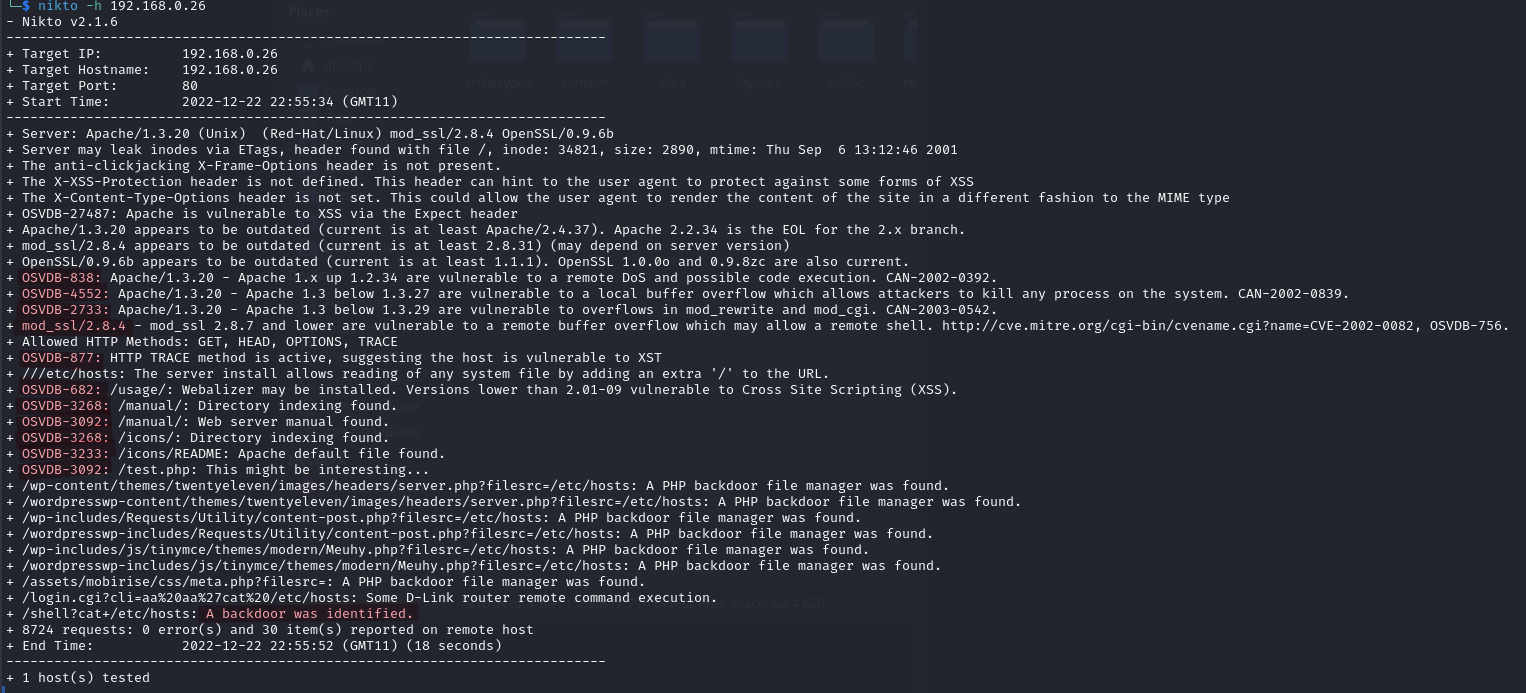 └─$ nikto -h 192.168.0.26
- Nikto v2.1.6
---------------------------------------------------------------------------
+ Target IP:          192.168.0.26
+ Target Hostname:    192.168.0.26
+ Target Port:        80
+ Start Time:         2022-12-22 22:55:34 (GMT11)
---------------------------------------------------------------------------
+ Server: Apache/1.3.20 (Unix)  (Red-Hat/Linux) mod_ssl/2.8.4 OpenSSL/0.9.6b
+ Server may leak inodes via ETags, header found with file /, inode: 34821, size: 2890, mtime: Thu Sep  6 13:12:46 2001
+ The anti-clickjacking X-Frame-Options header is not present.
+ The X-XSS-Protection header is not defined. This header can hint to the user agent to protect against some forms of XSS
+ The X-Content-Type-Options header is not set. This could allow the user agent to render the content of the site in a different fashion to the MIME type
+ OSVDB-27487: Apache is vulnerable to XSS via the Expect header
+ Apache/1.3.20 appears to be outdated (current is at least Apache/2.4.37). Apache 2.2.34 is the EOL for the 2.x branch.
+ mod_ssl/2.8.4 appears to be outdated (current is at least 2.8.31) (may depend on server version)
+ OpenSSL/0.9.6b appears to be outdated (current is at least 1.1.1). OpenSSL 1.0.0o and 0.9.8zc are also current.
+ OSVDB-838: Apache/1.3.20 - Apache 1.x up 1.2.34 are vulnerable to a remote DoS and possible code execution. CAN-2002-0392.
+ OSVDB-4552: Apache/1.3.20 - Apache 1.3 below 1.3.27 are vulnerable to a local buffer overflow which allows attackers to kill any process on the system. CAN-2002-0839.
+ OSVDB-2733: Apache/1.3.20 - Apache 1.3 below 1.3.29 are vulnerable to overflows in mod_rewrite and mod_cgi. CAN-2003-0542.
+ mod_ssl/2.8.4 - mod_ssl 2.8.7 and lower are vulnerable to a remote buffer overflow which may allow a remote shell. http://cve.mitre.org/cgi-bin/cvename.cgi?name=CVE-2002-0082, OSVDB-756.
+ Allowed HTTP Methods: GET, HEAD, OPTIONS, TRACE
+ OSVDB-877: HTTP TRACE method is active, suggesting the host is vulnerable to XST
+ ///etc/hosts: The server install allows reading of any system file by adding an extra '/' to the URL.
+ OSVDB-682: /usage/: Webalizer may be installed. Versions lower than 2.01-09 vulnerable to Cross Site Scripting (XSS).
+ OSVDB-3268: /manual/: Directory indexing found.
+ OSVDB-3092: /manual/: Web server manual found.
+ OSVDB-3268: /icons/: Directory indexing found.
+ OSVDB-3233: /icons/README: Apache default file found.
+ OSVDB-3092: /test.php: This might be interesting...
+ /wp-content/themes/twentyeleven/images/headers/server.php?filesrc=/etc/hosts: A PHP backdoor file manager was found.
+ /wordpresswp-content/themes/twentyeleven/images/headers/server.php?filesrc=/etc/hosts: A PHP backdoor file manager was found.
+ /wp-includes/Requests/Utility/content-post.php?filesrc=/etc/hosts: A PHP backdoor file manager was found.
+ /wordpresswp-includes/Requests/Utility/content-post.php?filesrc=/etc/hosts: A PHP backdoor file manager was found.
+ /wp-includes/js/tinymce/themes/modern/Meuhy.php?filesrc=/etc/hosts: A PHP backdoor file manager was found.
+ /wordpresswp-includes/js/tinymce/themes/modern/Meuhy.php?filesrc=/etc/hosts: A PHP backdoor file manager was found.
+ /assets/mobirise/css/meta.php?filesrc=: A PHP backdoor file manager was found.
+ /login.cgi?cli=aa%20aa%27cat%20/etc/hosts: Some D-Link router remote command execution.
+ /shell?cat+/etc/hosts: A backdoor was identified.
+ 8724 requests: 0 error(s) and 30 item(s) reported on remote host
+ End Time:           2022-12-22 22:55:52 (GMT11) (18 seconds)
---------------------------------------------------------------------------
+ 1 host(s) tested
Places
archetypes content data layouts public
space: 63.4 GiB